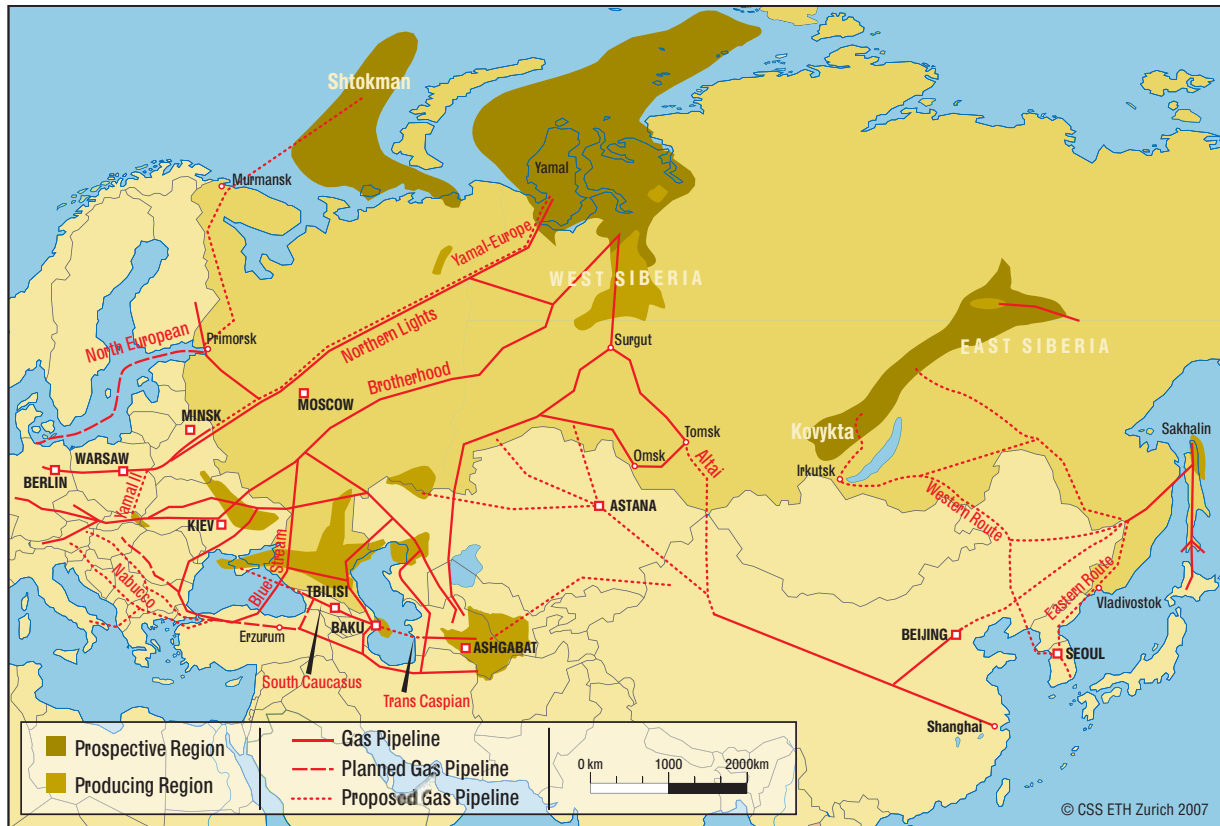 Shtokman
Murmansk
Yamal
Yamal-Europe
WEST SIBERIA
North European
Primorsk
Northern Lights
Brotherhood
Surgut
EAST SIBERIA
MOSCOW
MINSK
WARSAW
BERLIN
Yamal II
KIEV
Tomsk
Omsk
Altai
Kovykta
Irkutsk
Sakhalin
ASTANA
Western Route
Eastern Route
Vladivostok
Nabucco
Blue Stream
TBILISI
BAKU
Erzurum
ASHGABAT
BEIJING
SEOUL
South Caucasus
Trans Caspian
Shanghai
Prospective Region
Producing Region
Gas Pipeline
Planned Gas Pipeline
Proposed Gas Pipeline
0 km 1000 2000km
© CSS ETH Zurich 2007